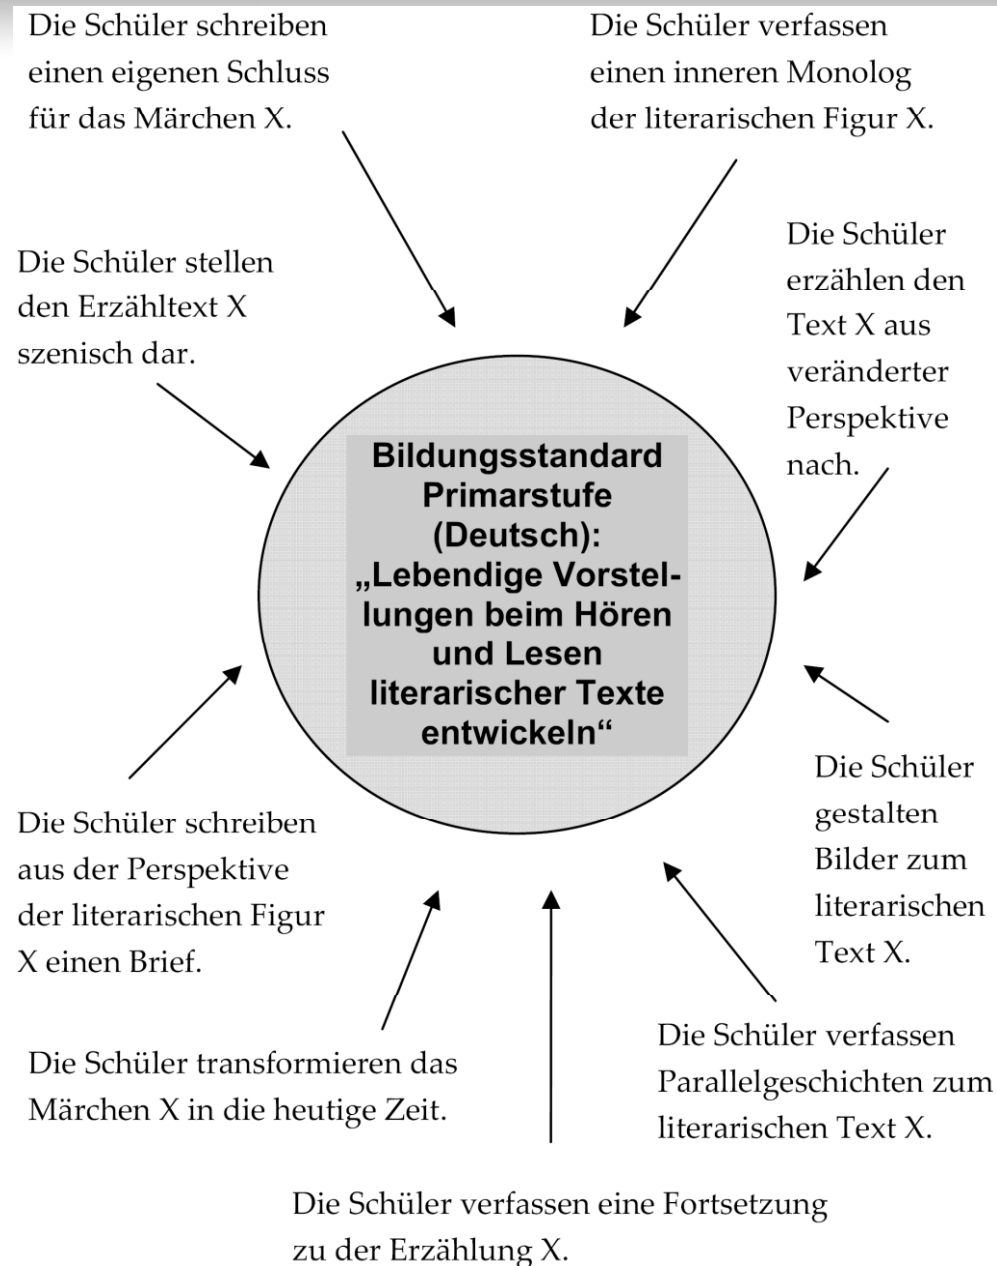 Die Schüler schreiben
einen eigenen Schluss
für das Märchen X.
Die Schüler verfassen
einen inneren Monolog
der literarischen Figur X.
Die Schüler stellen
den Erzähltext X
szenisch dar.
Die Schüler
erzählen den
Text X aus
veränderter
Perspektive
nach.
Bildungsstandard
Primarstufe
(Deutsch):
„Lebendige Vorstel-
lungen beim Hören
und Lesen
literarischer Texte
entwickeln“
Die Schüler schreiben
aus der Perspektive
der literarischen Figur
X einen Brief.
Die Schüler
gestalten
Bilder zum
literarischen
Text X.
Die Schüler transformieren das
Märchen X in die heutige Zeit.
Die Schüler verfassen
Parallelgeschichten zum
literarischen Text X.
Die Schüler verfassen eine Fortsetzung
zu der Erzählung X.